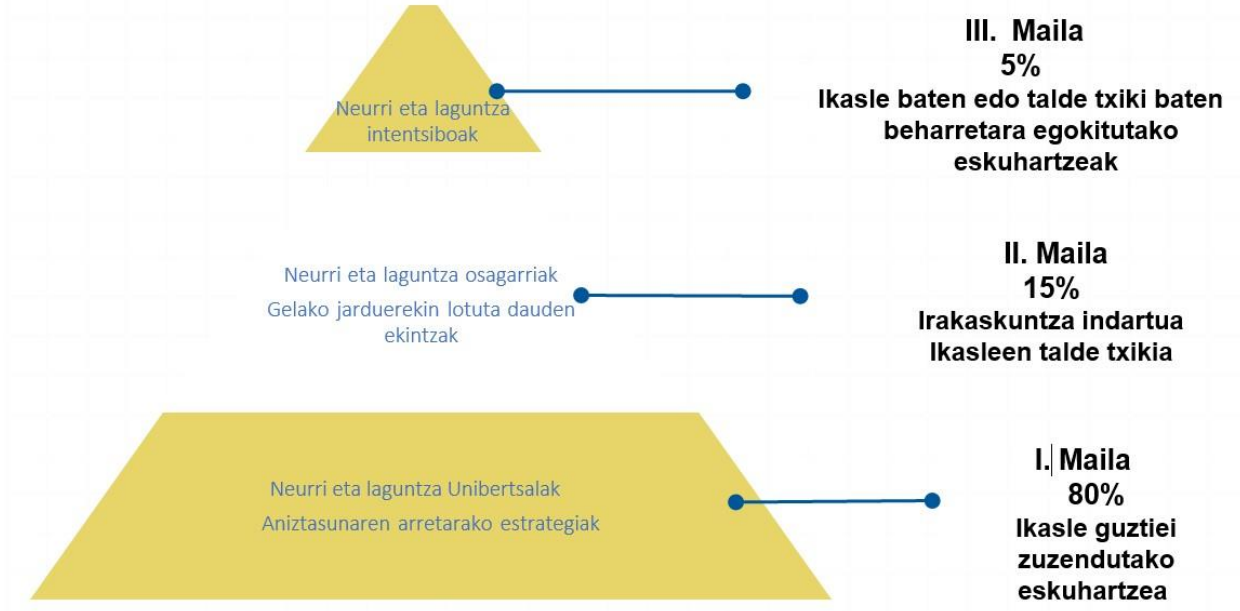 Neurri eta laguntza
intentsiboak
III. Maila
5%
Ikasle baten edo talde txiki baten
beharretara egokitutako
eskuhartzeak
Neurri eta laguntza osagarriak
Gelako jarduerekin lotuta dauden
ekintzak
II. Maila
15%
Irakaskuntza indartua
Ikasleen talde txikia
Neurri eta laguntza Unibertsalak
Aniztasunaren arretarako estrategiak
I. Maila
80%
Ikasle guztiei
zuzendutako
eskuhartzea